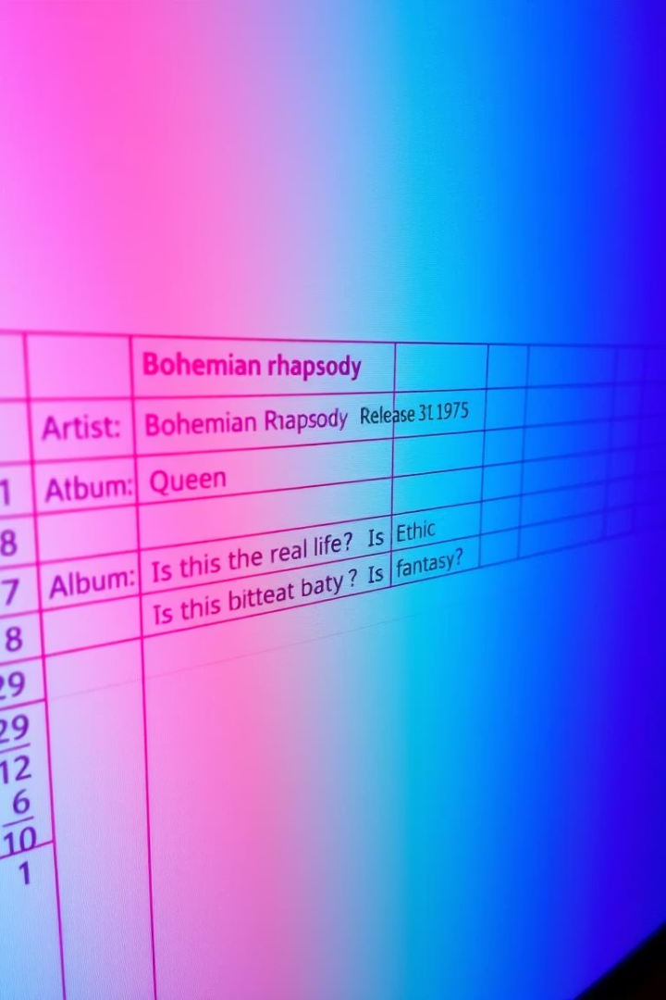 Bohemian rhapsody
Artist: Bohemian Rıapsody Release 31.1975
1 Atbum: Queen
8
7 Album: Is this the real life? Is Ethic
8 Is this bitteat baty? Is fantasy?
29
29
12
6
10
1